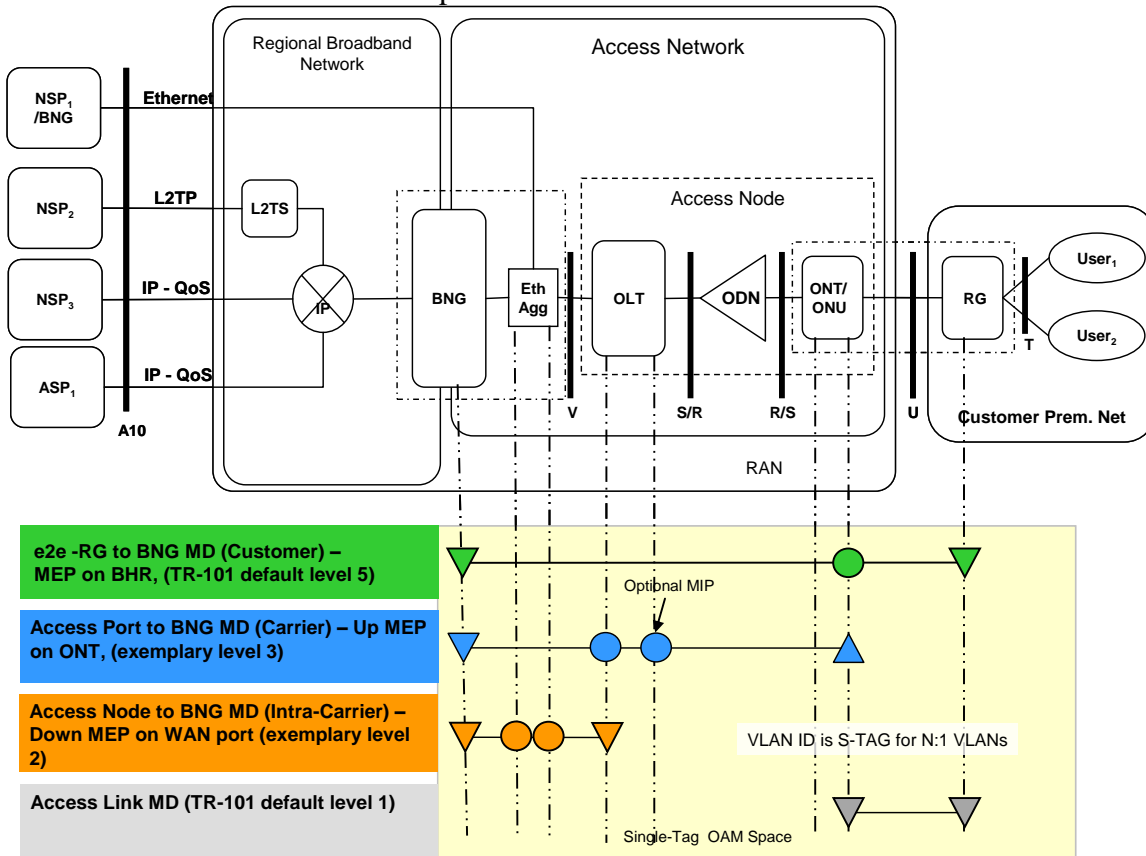 Regional Broadband
Network
Access Network
NSP1
/BNG
Ethernet
NSP2
L2TP
L2TS
Access Node
NSP3
IP - QoS
IP
BNG
Eth
Agg
OLT
ODN
ONT/
ONU
RG
User1
User2
T
ASP1
IP - QoS
A10
V
S/R
R/S
U
Customer Prem. Net
RAN
e2e -RG to BNG MD (Customer) –
MEP on BHR, (TR-101 default level 5)
Optional MIP
Access Port to BNG MD (Carrier) – Up MEP
on ONT, (exemplary level 3)
Access Node to BNG MD (Intra-Carrier) –
Down MEP on WAN port (exemplary level
2)
VLAN ID is S-TAG for N:1 VLANs
Access Link MD (TR-101 default level 1)
Single-Tag OAM Space